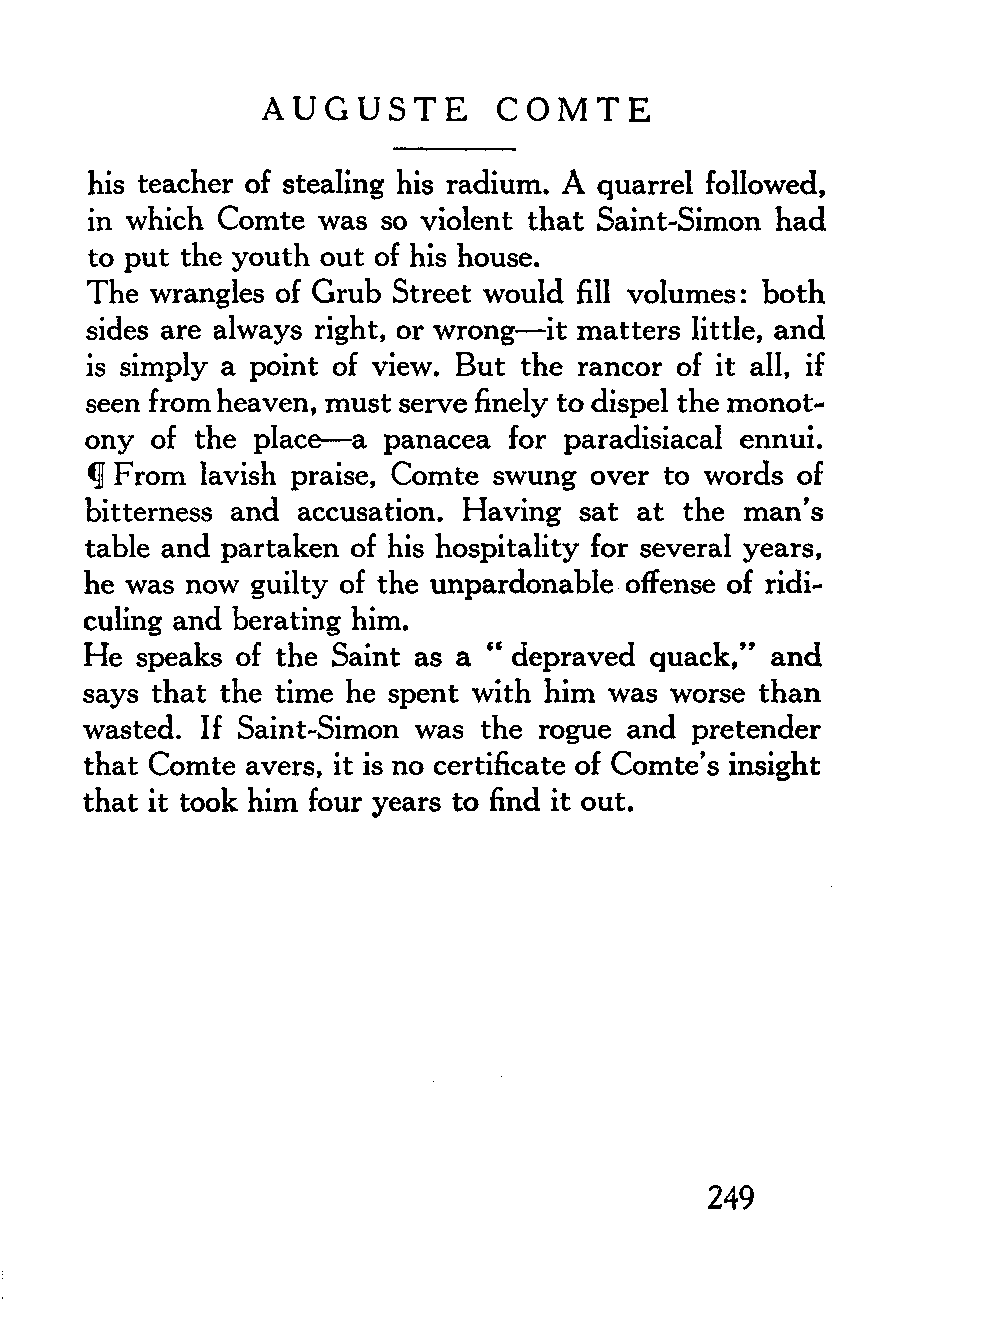 AUGUSTE COMTE
his teacher of stealing his radium. A quarrel followed,
in which Comte was so violent that Saint-Simon had
to put the youth out of his house.
The wrangles of Grub Street would fill volumes: both
sides are always right, or wrong—it matters little, and
is simply a point of view. But the rancor of it all, if
seen from heaven, must serve finely to dispel the monot-
ony of the place—a panacea for paradisiacal ennui.
¶ From lavish praise, Comte swung over to words of
bitterness and accusation. Having sat at the man's
table and partaken of his hospitality for several years,
he was now guilty of the unpardonable offense of ridi-
culing and berating him.
He speaks of the Saint as a " depraved quack," and
says that the time he spent with him was worse than
wasted. If Saint-Simon was the rogue and pretender
that Comte avers, it is no certificate of Comte's insight
that it took him four years to find it out.
249